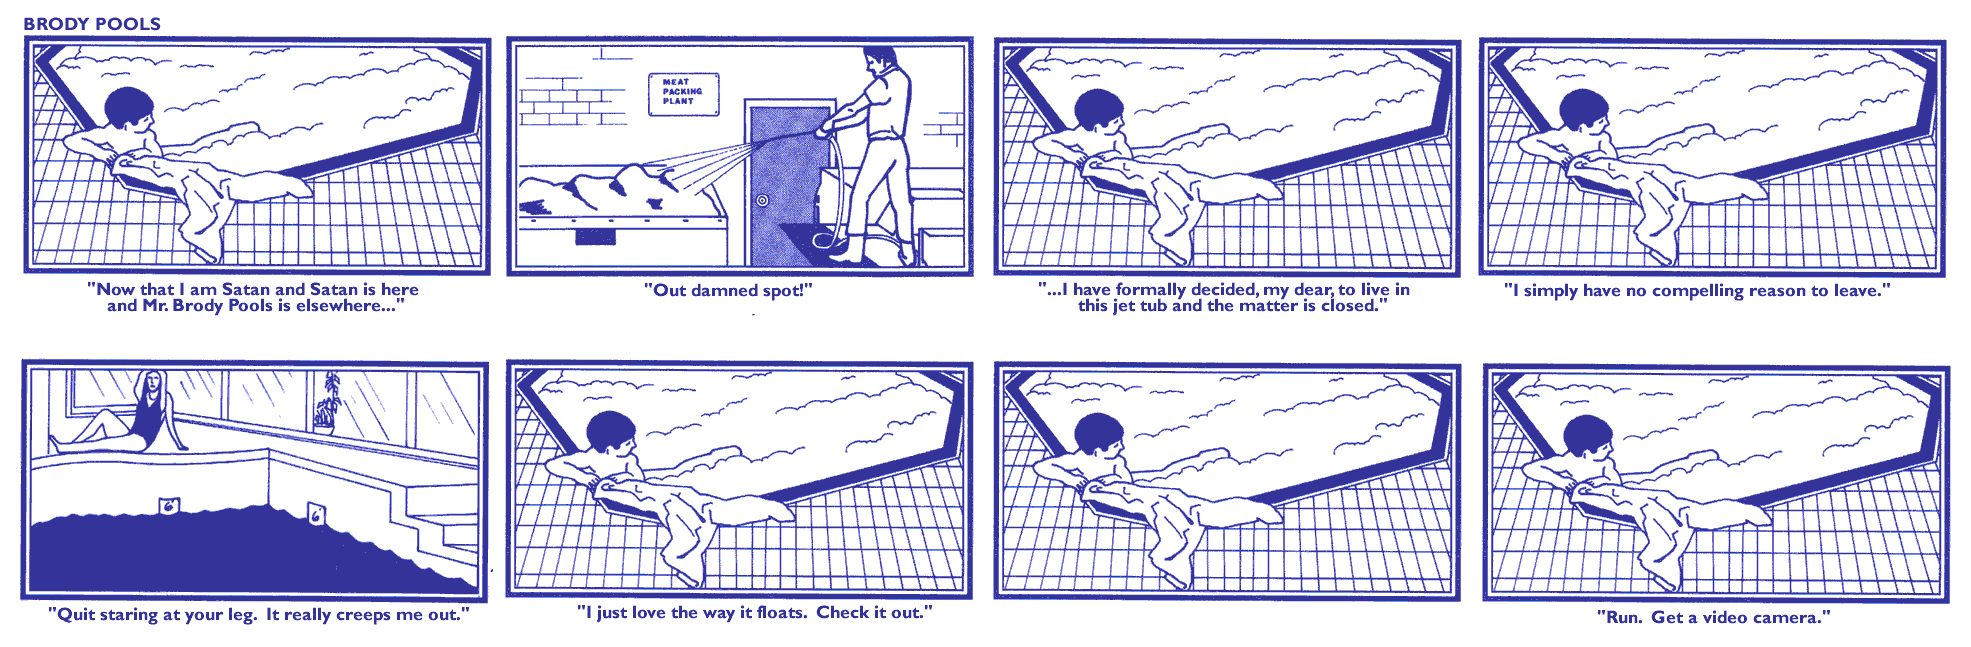 BRODY POOLS
MEAT
PACKING
PLANT
"Now that I am Satan and Satan is here
and Mr. Brody Pools is elsewhere..."
"Out damned spot!"
"...I have formally decided, my dear, to live in
this jet tub and the matter is closed."
"I simply have no compelling reason to leave."
6
6
"Quit staring at your leg.  It really creeps me out."
"I just love the way it floats.  Check it out."
"Run.  Get a video camera."